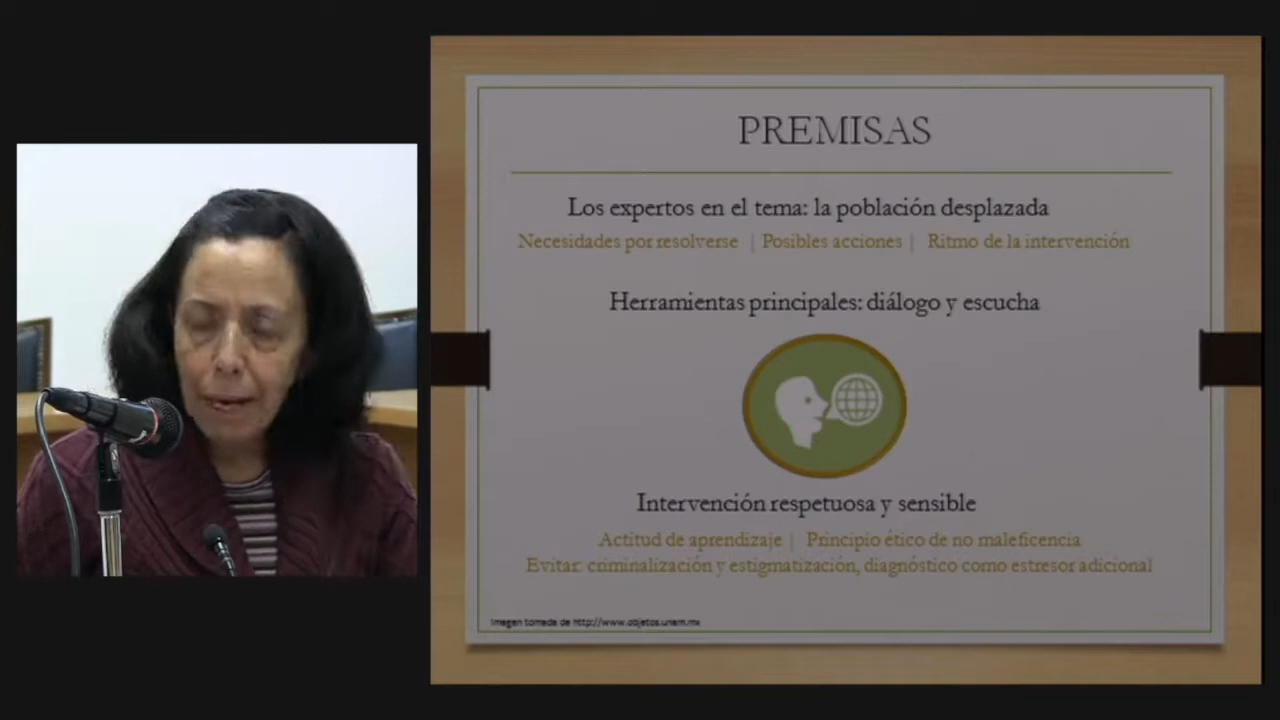 PREMISAS
Los expertos en el tema: la población desplazada
Necesidades por resolverse | Posibles acciones | Ritmo de la intervención
Herramientas principales: diálogo y escucha
Intervención respetuosa y sensible
Actitud de aprendizaje | Principio ético de no maleficencia
Evitar: criminalización y estigmatización, diagnóstico como estresor adicional
Imagen tomada de http://www.objetos.unam.mx